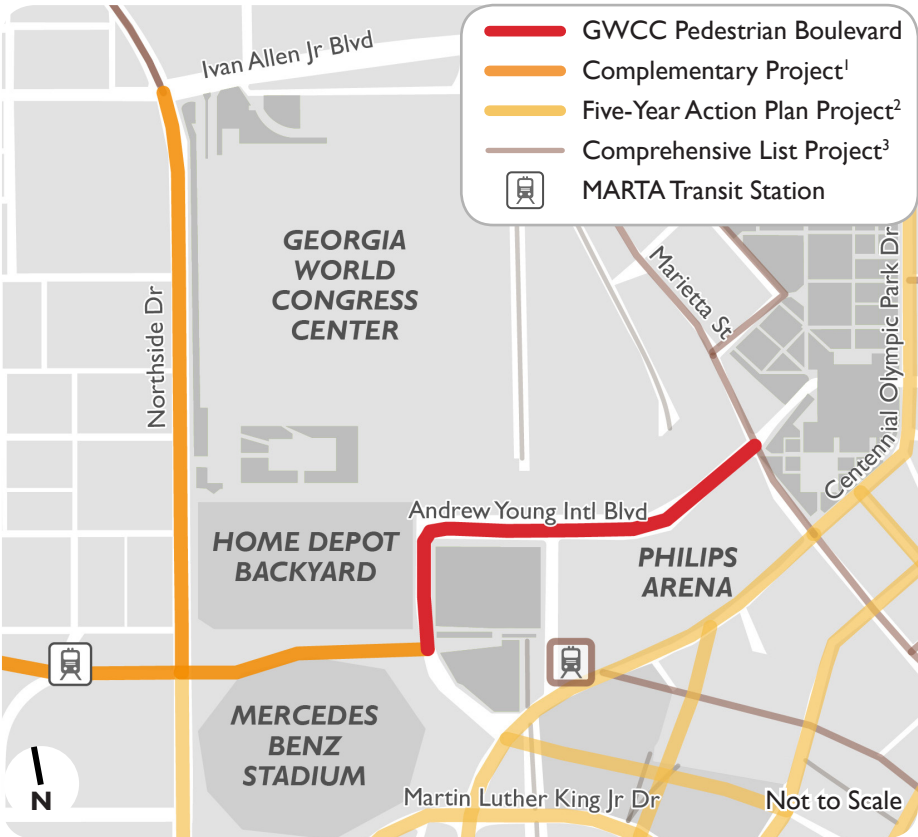 GWCC Pedestrian Boulevard
Complementary Project¹
Five-Year Action Plan Project²
Comprehensive List Project³
MARTA Transit Station
Ivan Allen Jr Blvd
GEORGIA
WORLD
CONGRESS
CENTER
Northside Dr
Marietta St
Centennial Olympic Park Dr
Andrew Young Intl Blvd
HOME DEPOT
BACKYARD
PHILIPS
ARENA
MERCEDES
BENZ
STADIUM
N
Martin Luther King Jr Dr
Not to Scale